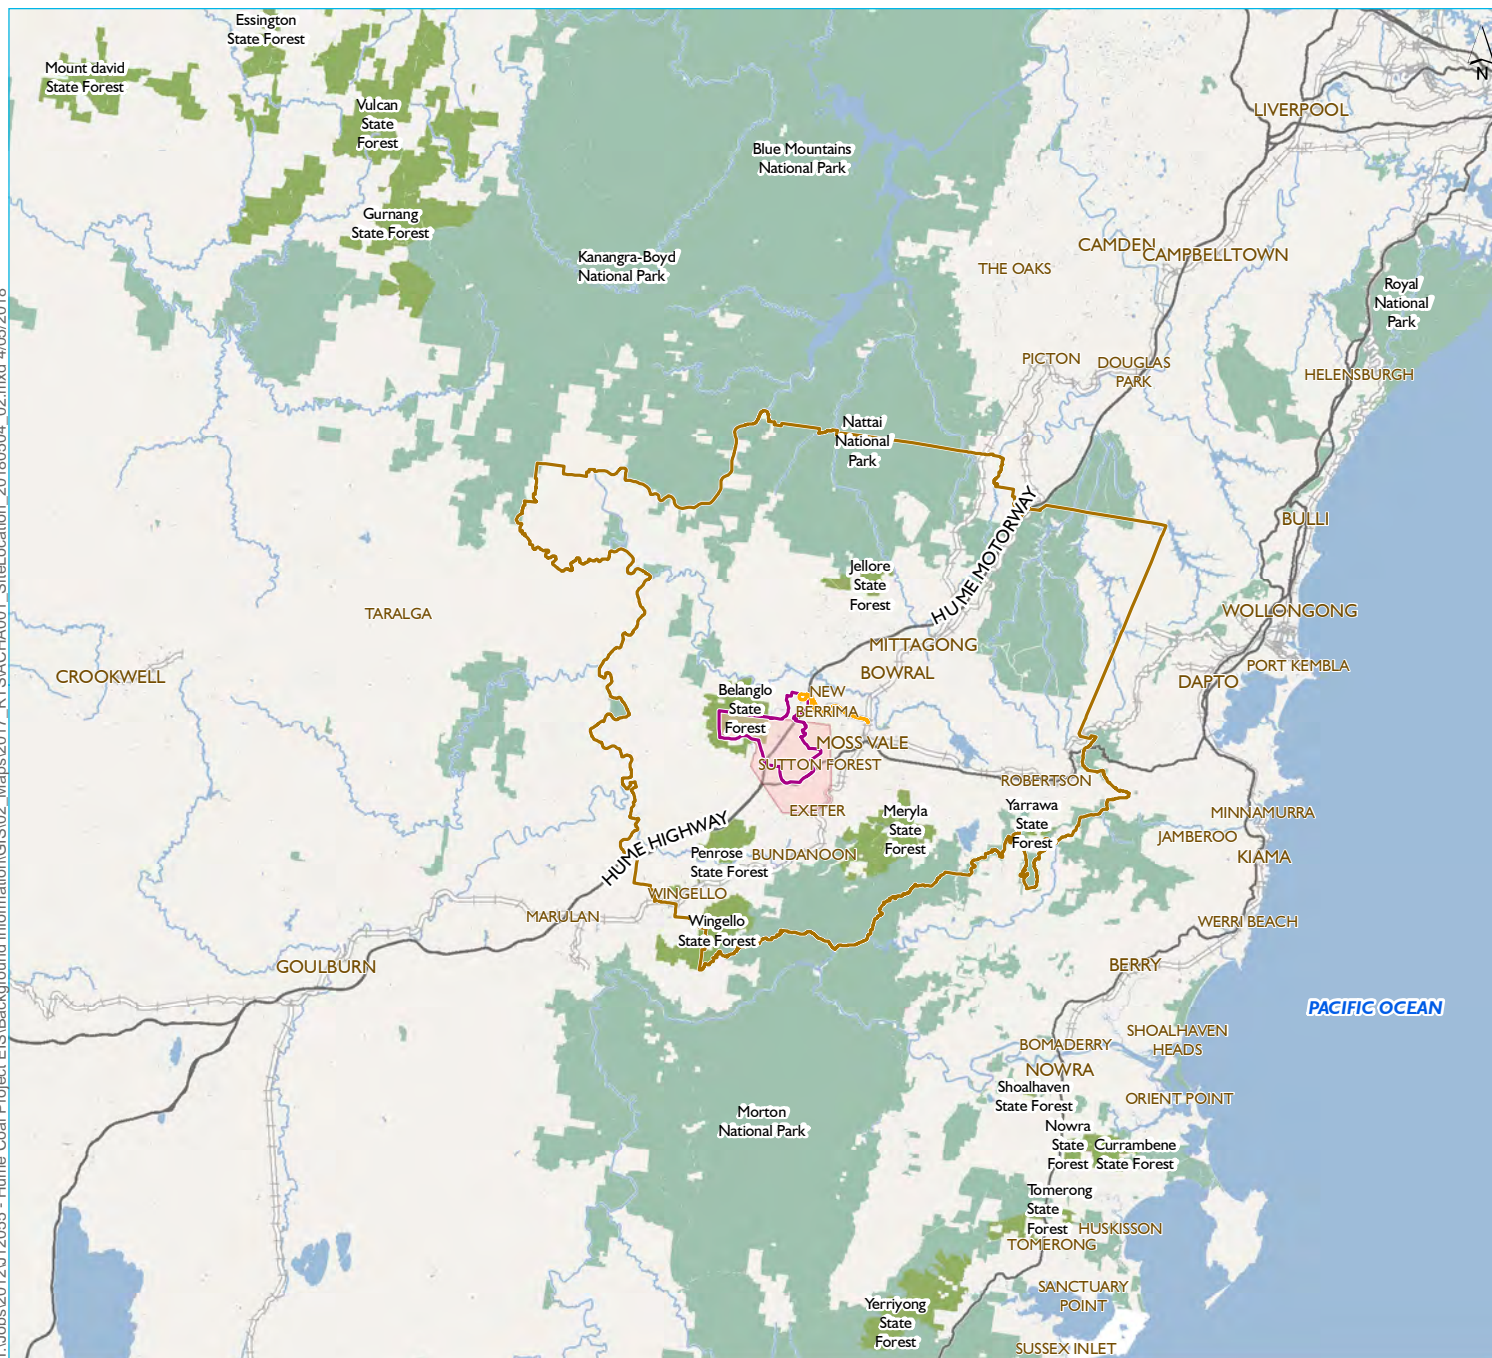 Essington
State Forest
Mount david
State Forest
Vulcan
State
Forest
Gurnang
State Forest
Blue Mountains
National Park
Kanangra-Boyd
National Park
N
LIVERPOOL
CAMDEN
CAMPBELLTOWN
THE OAKS
Royal
National
Park
PICTON
DOUGLAS
PARK
HELENSBURGH
Nattai
National
Park
HUME MOTORWAY
BULLI
Jellore
State
Forest
TARALGA
WOLLONGONG
MITTAGONG
CROOKWELL
BOWRAL
PORT KEMBLA
DAPTO
Belanglo
State
Forest
NEW
BERRIMA
MOSS VALE
SUTTON FOREST
ROBERTSON
EXETER
Meryla
State
Forest
Yarrawa
State
Forest
MINNAMURRA
JAMBEROO
KIAMA
HUME HIGHWAY
Penrose
State Forest
BUNDANOON
WINGELLO
MARULAN
Wingello
State Forest
WERRI BEACH
GOULBURN
BERRY
PACIFIC OCEAN
SHOALHAVEN
HEADS
BOMADERRY
NOWRA
Shoalhaven
State Forest
ORIENT POINT
Morton
National Park
Nowra
State
Forest
Currambene
State Forest
Tomerong
State
Forest
HUSKISSON
TOMERONG
SANCTUARY
POINT
Yerriyong
State
Forest
SUSSEX INLET